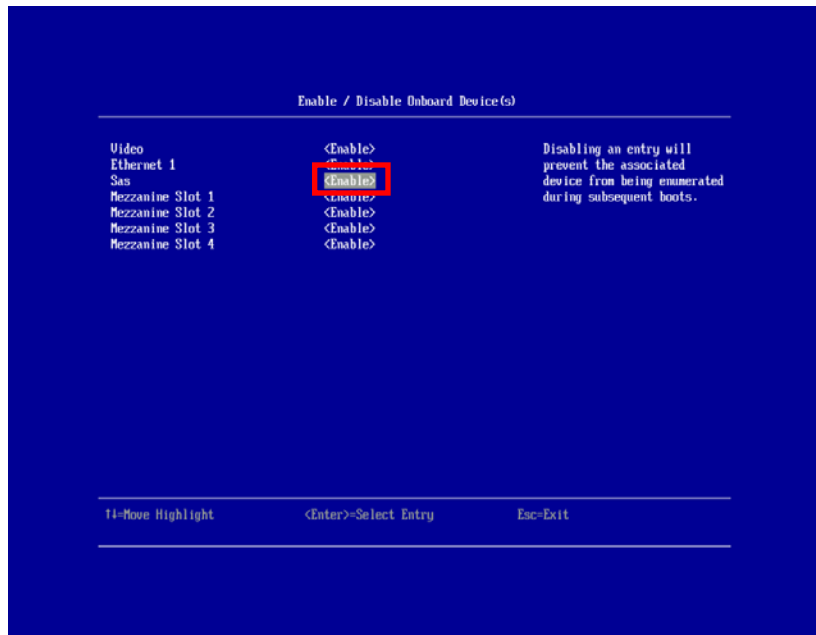 Enable / Disable Onboard Device(s)
Video <Enable> Disabling an entry will
Ethernet 1 <Enable> prevent the associated
Sas <Enable> device from being enumerated
Mezzanine Slot 1 <Enable> during subsequent boots.
Mezzanine Slot 2 <Enable>
Mezzanine Slot 3 <Enable>
Mezzanine Slot 4 <Enable>
↑↓=Move Highlight <Enter>=Select Entry Esc=Exit